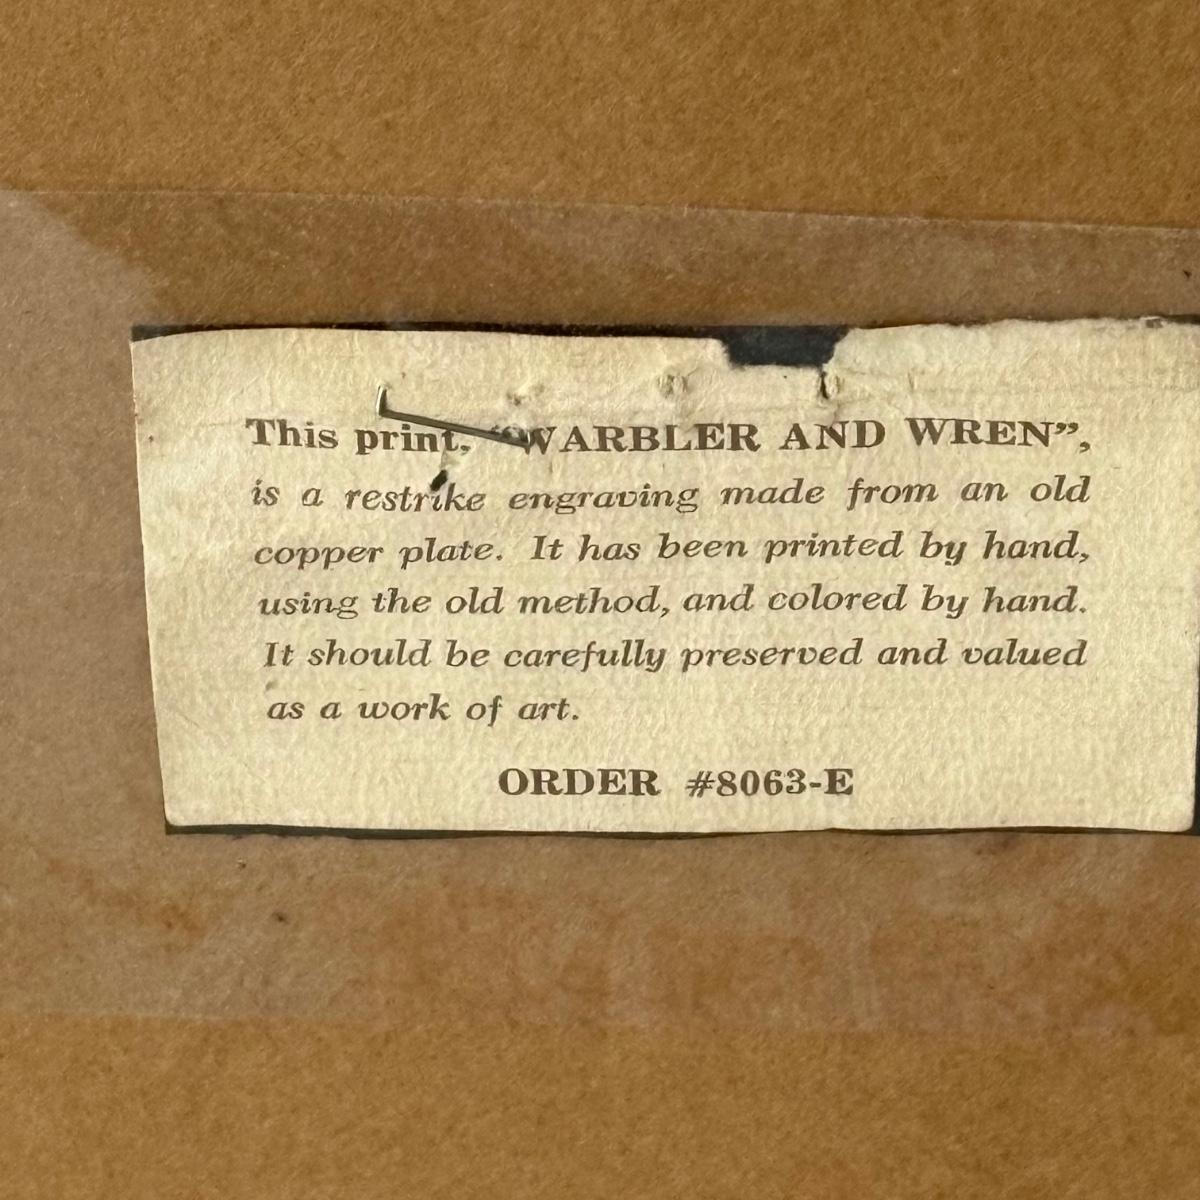 This print, “WARBLER AND WREN”,
is a restrike engraving made from an old
copper plate. It has been printed by hand,
using the old method, and colored by hand.
It should be carefully preserved and valued
as a work of art.
ORDER #8063-E